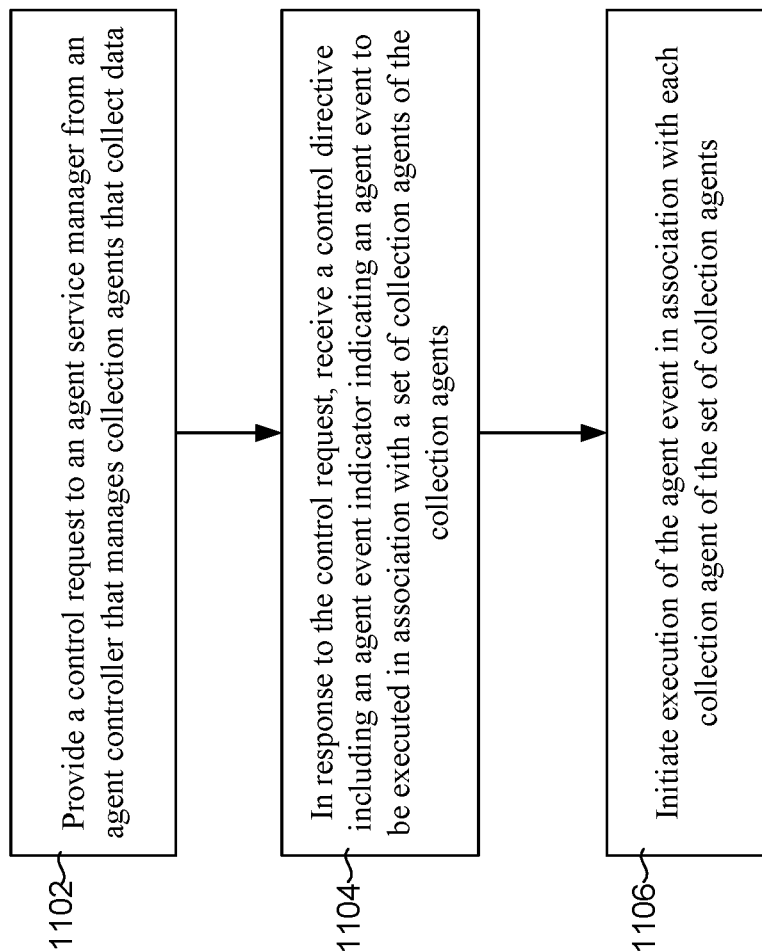 1102
Provide a control request to an agent service manager from an
agent controller that manages collection agents that collect data
1104
In response to the control request, receive a control directive
including an agent event indicator indicating an agent event to
be executed in association with a set of collection agents of the
collection agents
1106
Initiate execution of the agent event in association with each
collection agent of the set of collection agents